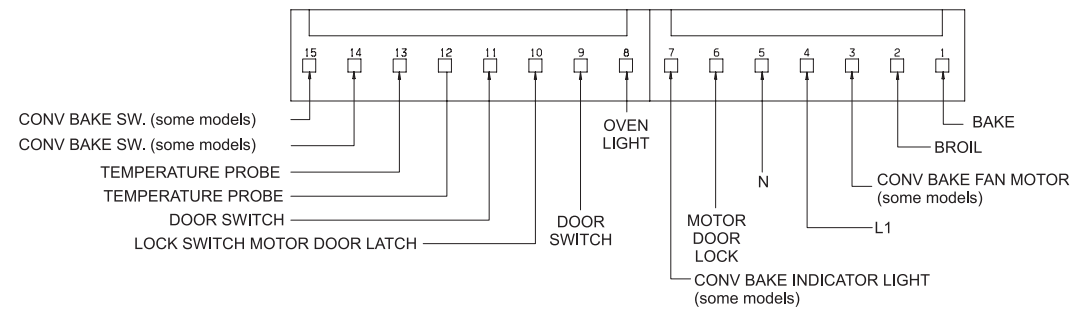 15 14 13 12 11 10 9 8 7 6 5 4 3 2 1
CONV BAKE SW. (some models)
CONV BAKE SW. (some models)
TEMPERATURE PROBE
TEMPERATURE PROBE
DOOR SWITCH
LOCK SWITCH MOTOR DOOR LATCH
DOOR
SWITCH
OVEN
LIGHT
CONV BAKE INDICATOR LIGHT
(some models)
MOTOR
DOOR
LOCK
N
L1
CONV BAKE FAN MOTOR
(some models)
BROIL
BAKE